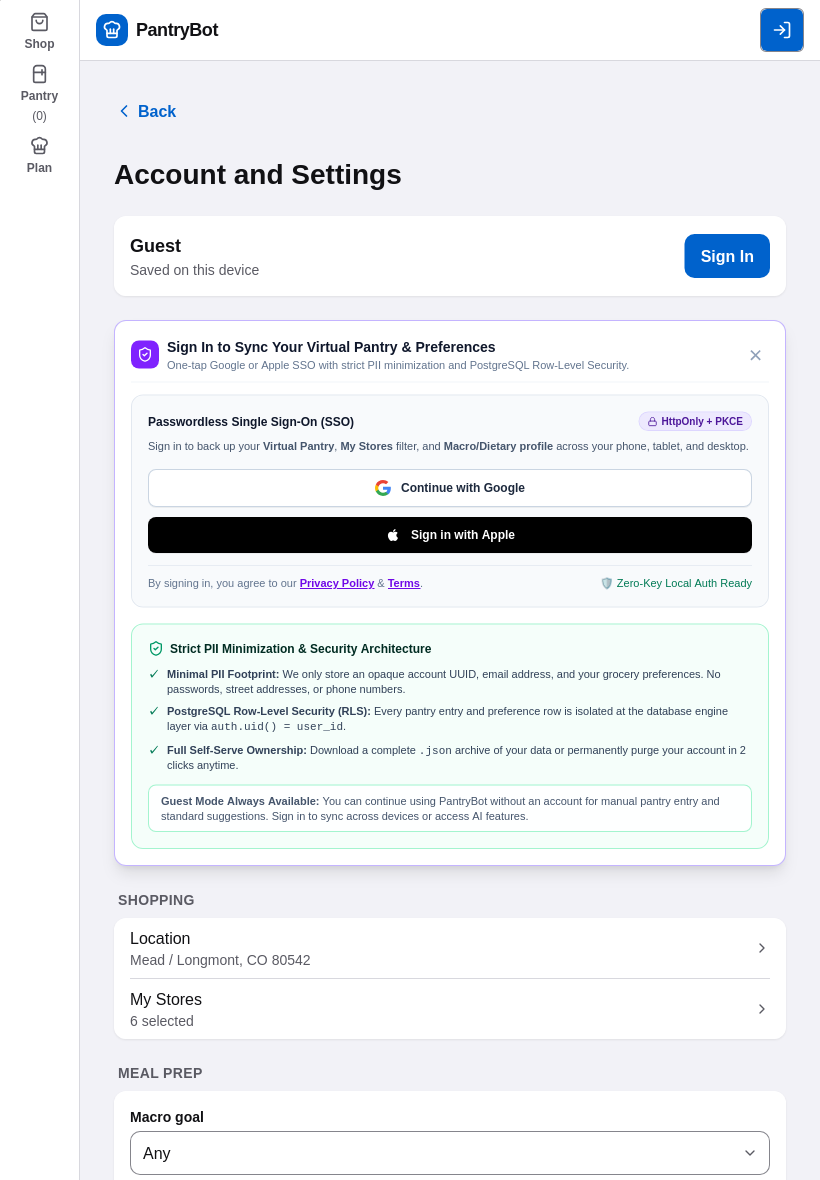 Shop
Pantry
(0)
Plan
PantryBot
Back
Account and Settings
Guest
Saved on this device
Sign In
Sign In to Sync Your Virtual Pantry & Preferences
One-tap Google or Apple SSO with strict PII minimization and PostgreSQL Row-Level Security.
Passwordless Single Sign-On (SSO)
HttpOnly + PKCE
Sign in to back up your Virtual Pantry, My Stores filter, and Macro/Dietary profile across your phone, tablet, and desktop.
Continue with Google
Sign in with Apple
By signing in, you agree to our Privacy Policy & Terms.
Zero-Key Local Auth Ready
Strict PII Minimization & Security Architecture
✓ Minimal PII Footprint: We only store an opaque account UUID, email address, and your grocery preferences. No
passwords, street addresses, or phone numbers.
✓ PostgreSQL Row-Level Security (RLS): Every pantry entry and preference row is isolated at the database engine
layer via auth.uid() = user_id.
✓ Full Self-Serve Ownership: Download a complete .json archive of your data or permanently purge your account in 2
clicks anytime.
Guest Mode Always Available: You can continue using PantryBot without an account for manual pantry entry and
standard suggestions. Sign in to sync across devices or access AI features.
SHOPPING
Location
Mead / Longmont, CO 80542
My Stores
6 selected
MEAL PREP
Macro goal
Any